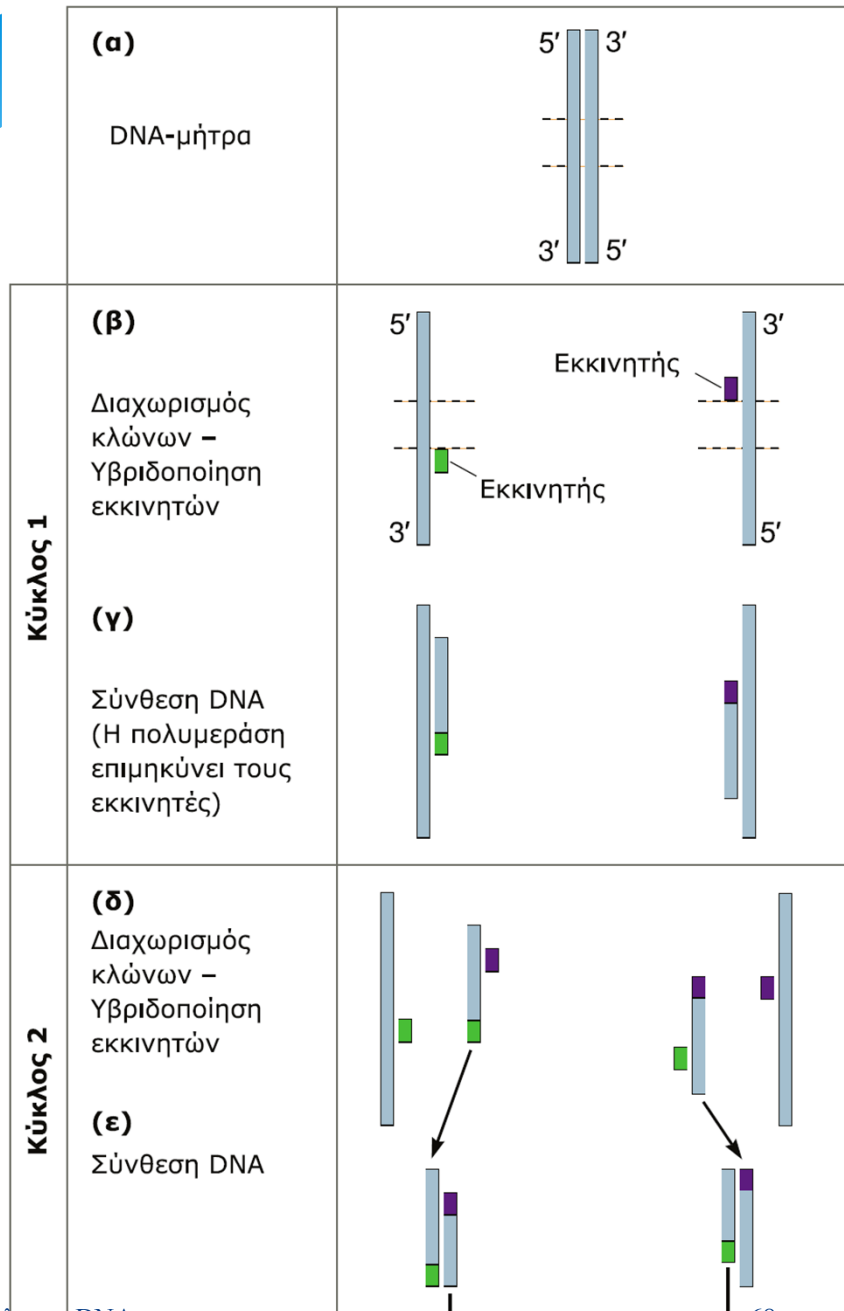 (α)
5′ 3′
DNA-μήτρα
3′ 5′
Κύκλος 1
(β)
5′ 3′
Εκκινητής
Διαχωρισμός
κλώνων –
Υβριδοποίηση
εκκινητών
Εκκινητής
3′ 5′
(γ)
Σύνθεση DNA
(Η πολυμεράση
επιμηκύνει τους
εκκινητές)
Κύκλος 2
(δ)
Διαχωρισμός
κλώνων –
Υβριδοποίηση
εκκινητών
(ε)
Σύνθεση DNA